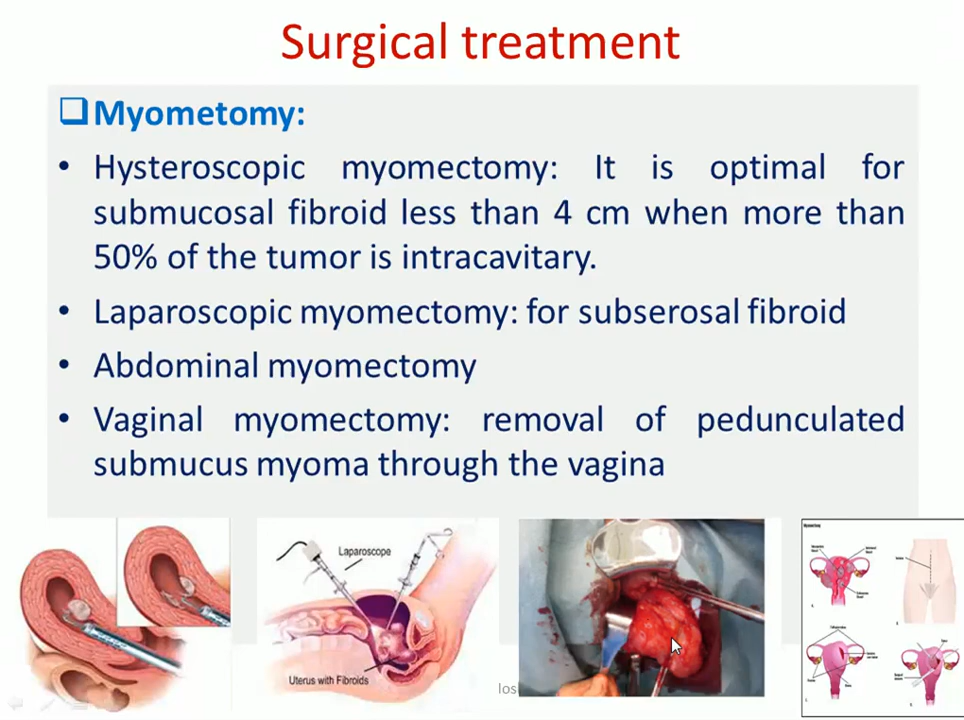 Surgical treatment
Myometomy:
• Hysteroscopic myomectomy: It is optimal for
submucosal fibroid less than 4 cm when more than
50% of the tumor is intracavitary.
• Laparoscopic myomectomy: for subserosal fibroid
• Abdominal myomectomy
• Vaginal myomectomy: removal of pedunculated
submucus myoma through the vagina
Laparoscope
Uterus with Fibroids